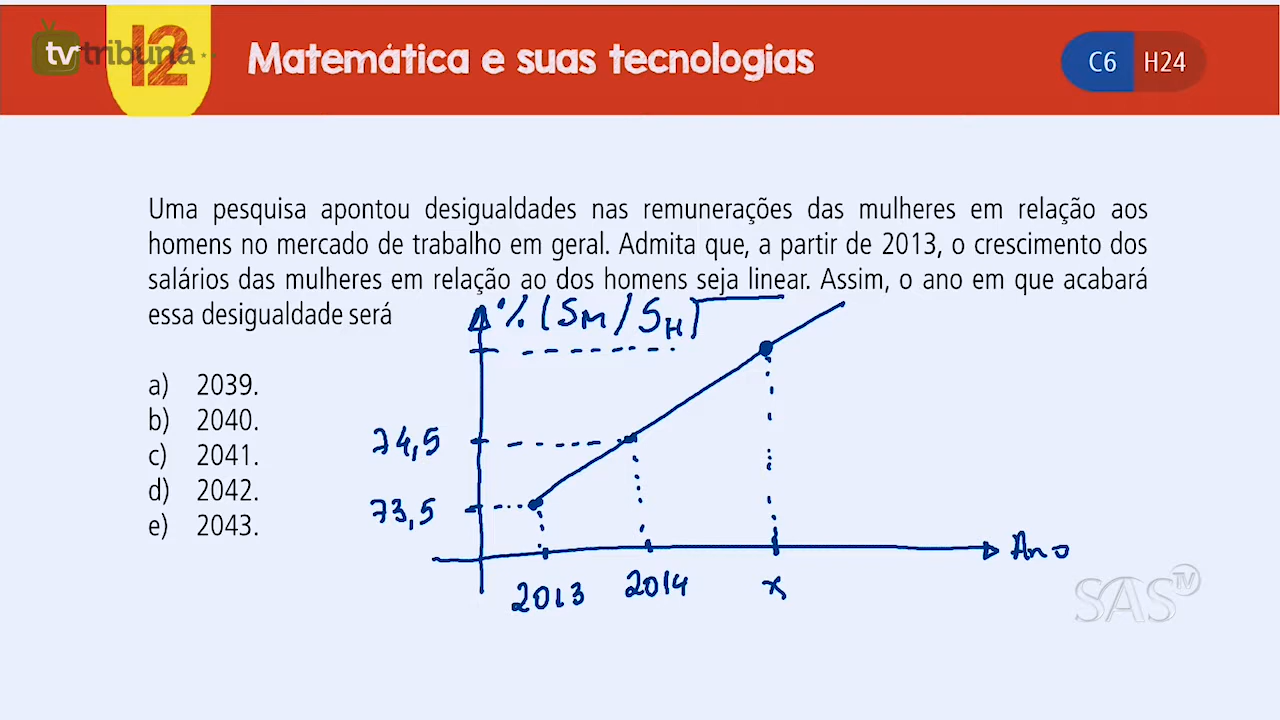 tv tribuna
12
Matemática e suas tecnologias
C6 H24
Uma pesquisa apontou desigualdades nas remunerações das mulheres em relação aos
homens no mercado de trabalho em geral. Admita que, a partir de 2013, o crescimento dos
salários das mulheres em relação ao dos homens seja linear. Assim, o ano em que acabará
essa desigualdade será
% (SM / SH)
a) 2039.
b) 2040.
c) 2041.
d) 2042.
e) 2043.
74,5
73,5
2013 2014 x
Ano
SAS TV